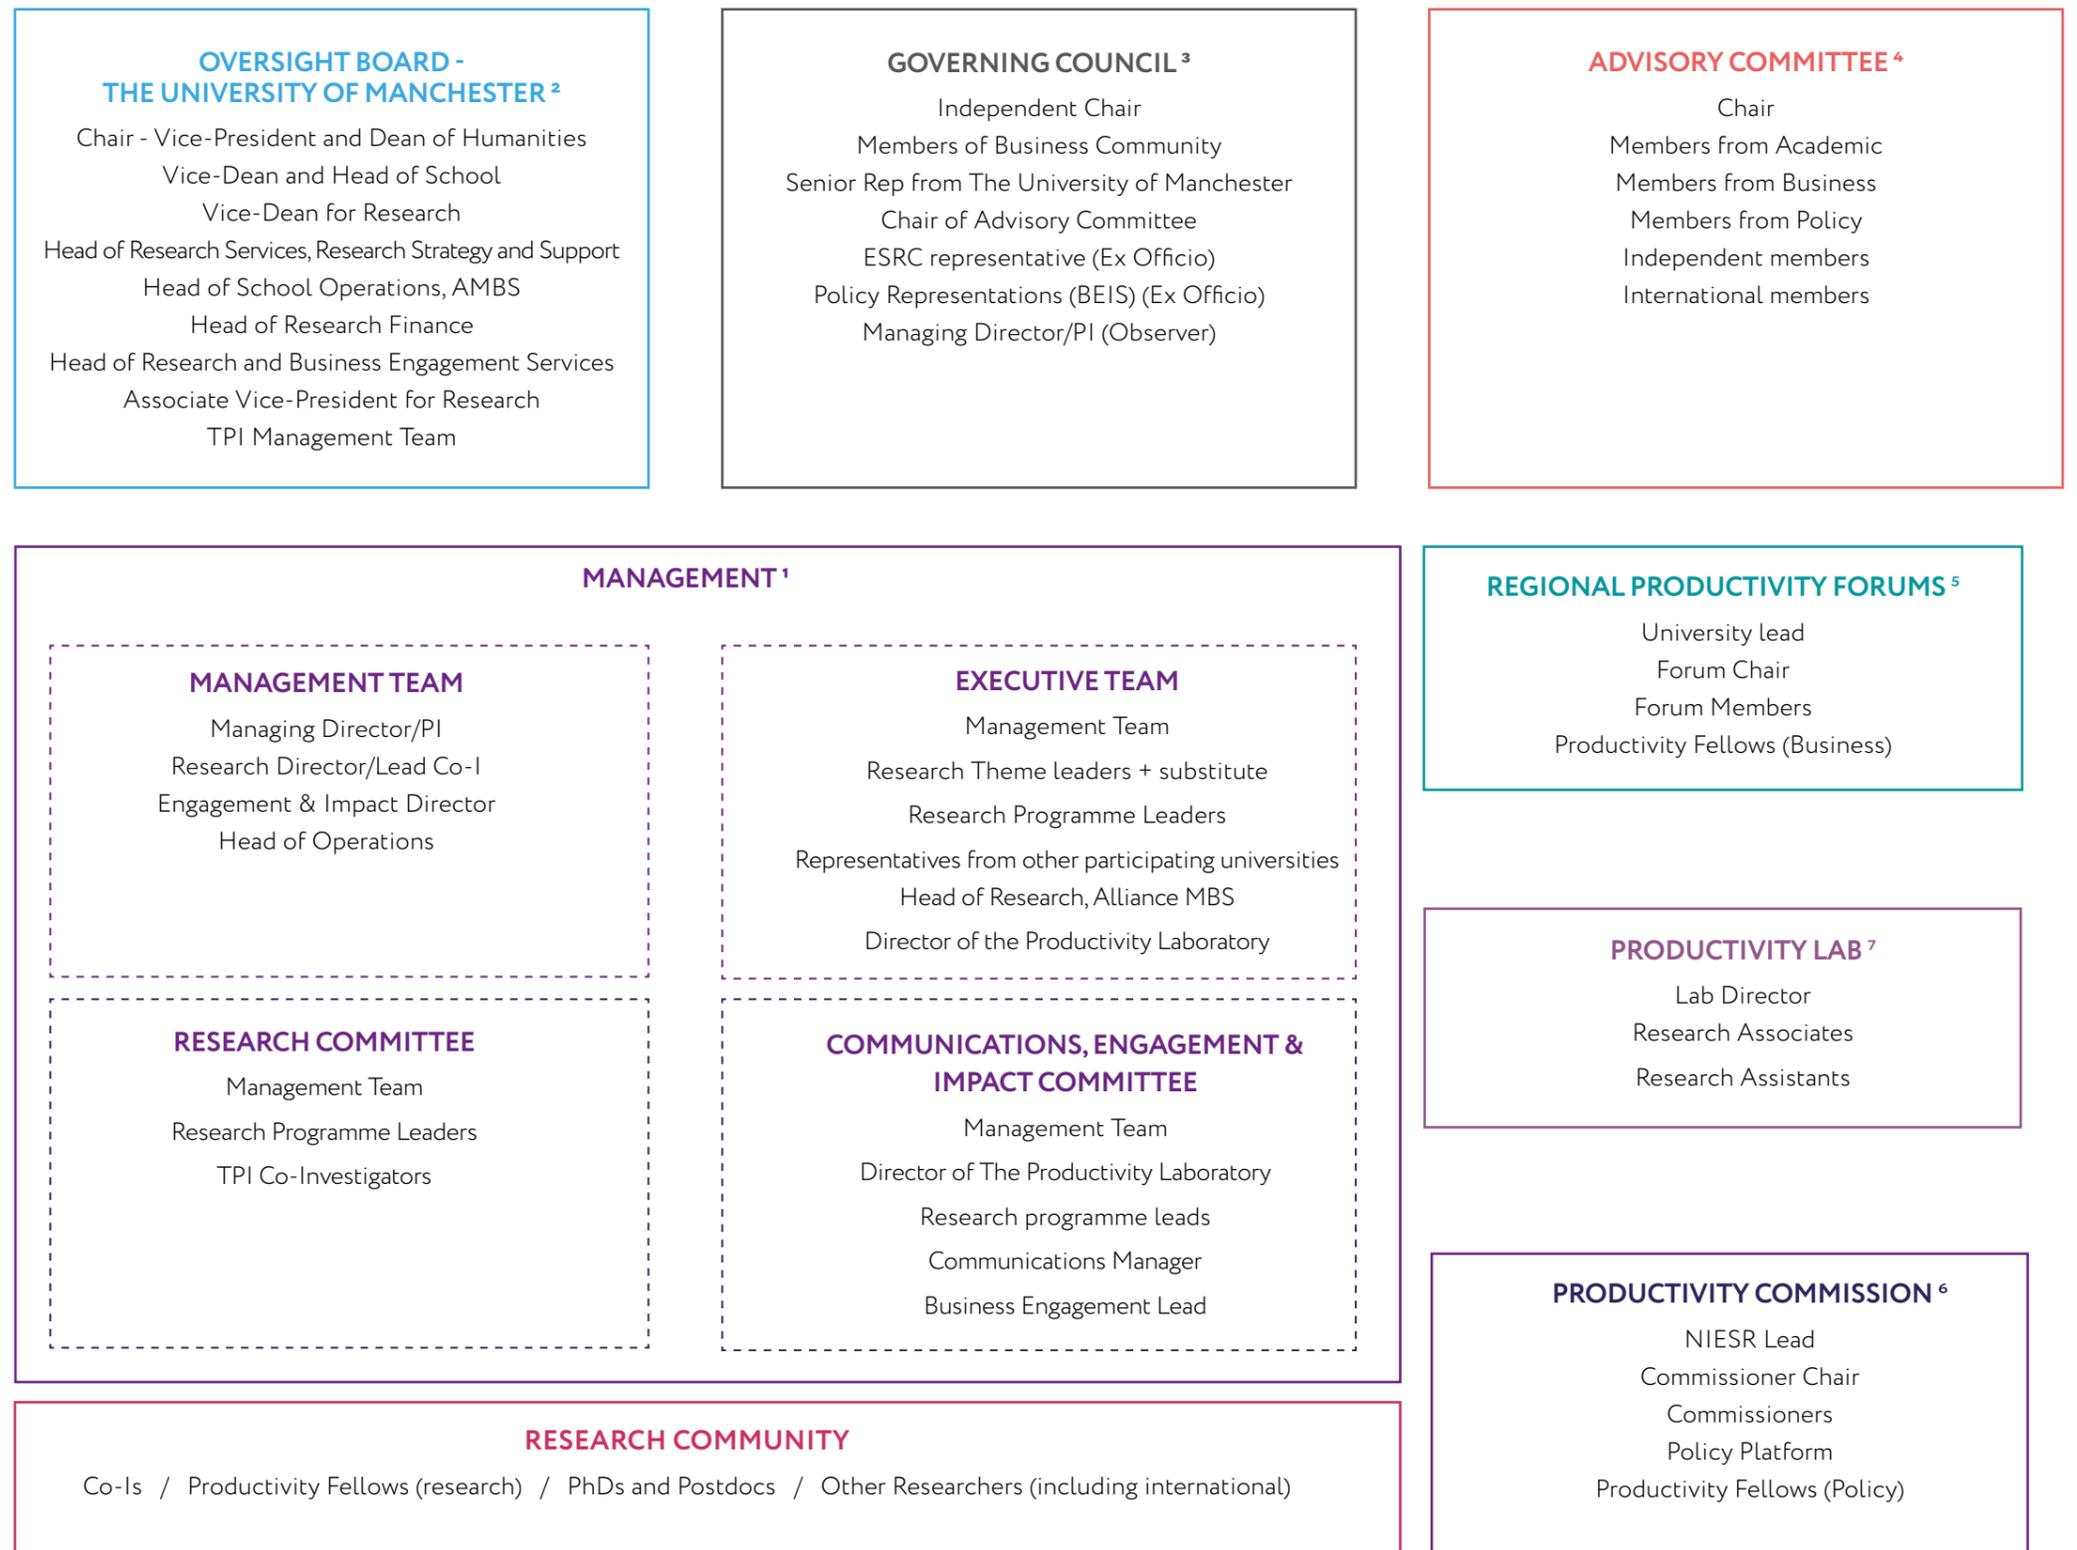 OVERSIGHT BOARD -
THE UNIVERSITY OF MANCHESTER ²
Chair - Vice-President and Dean of Humanities
Vice-Dean and Head of School
Vice-Dean for Research
Head of Research Services, Research Strategy and Support
Head of School Operations, AMBS
Head of Research Finance
Head of Research and Business Engagement Services
Associate Vice-President for Research
TPI Management Team
GOVERNING COUNCIL ³
Independent Chair
Members of Business Community
Senior Rep from The University of Manchester
Chair of Advisory Committee
ESRC representative (Ex Officio)
Policy Representations (BEIS) (Ex Officio)
Managing Director/PI (Observer)
ADVISORY COMMITTEE ⁴
Chair
Members from Academic
Members from Business
Members from Policy
Independent members
International members
MANAGEMENT ¹
MANAGEMENT TEAM
Managing Director/PI
Research Director/Lead Co-I
Engagement & Impact Director
Head of Operations
EXECUTIVE TEAM
Management Team
Research Theme leaders + substitute
Research Programme Leaders
Representatives from other participating universities
Head of Research, Alliance MBS
Director of the Productivity Laboratory
RESEARCH COMMITTEE
Management Team
Research Programme Leaders
TPI Co-Investigators
COMMUNICATIONS, ENGAGEMENT &
IMPACT COMMITTEE
Management Team
Director of The Productivity Laboratory
Research programme leads
Communications Manager
Business Engagement Lead
REGIONAL PRODUCTIVITY FORUMS ⁵
University lead
Forum Chair
Forum Members
Productivity Fellows (Business)
PRODUCTIVITY LAB ⁷
Lab Director
Research Associates
Research Assistants
PRODUCTIVITY COMMISSION ⁶
NIESR Lead
Commissioner Chair
Commissioners
Policy Platform
Productivity Fellows (Policy)
RESEARCH COMMUNITY
Co-Is / Productivity Fellows (research) / PhDs and Postdocs / Other Researchers (including international)